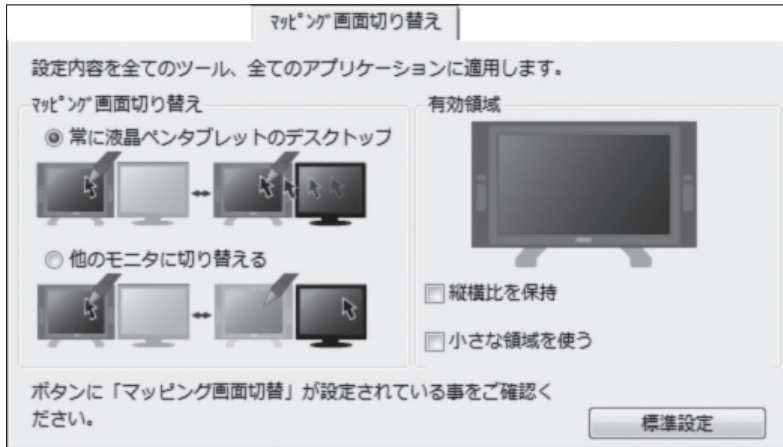 ﾏｯﾋﾟﾝｸﾞ画面切り替え
設定内容を全てのツール、全てのアプリケーションに適用します。
ﾏｯﾋﾟﾝｸﾞ画面切り替え
常に液晶ペンタブレットのデスクトップ
他のモニタに切り替える
有効領域
縦横比を保持
小さな領域を使う
ボタンに「マッピング画面切替」が設定されている事をご確認く
ださい。
標準設定